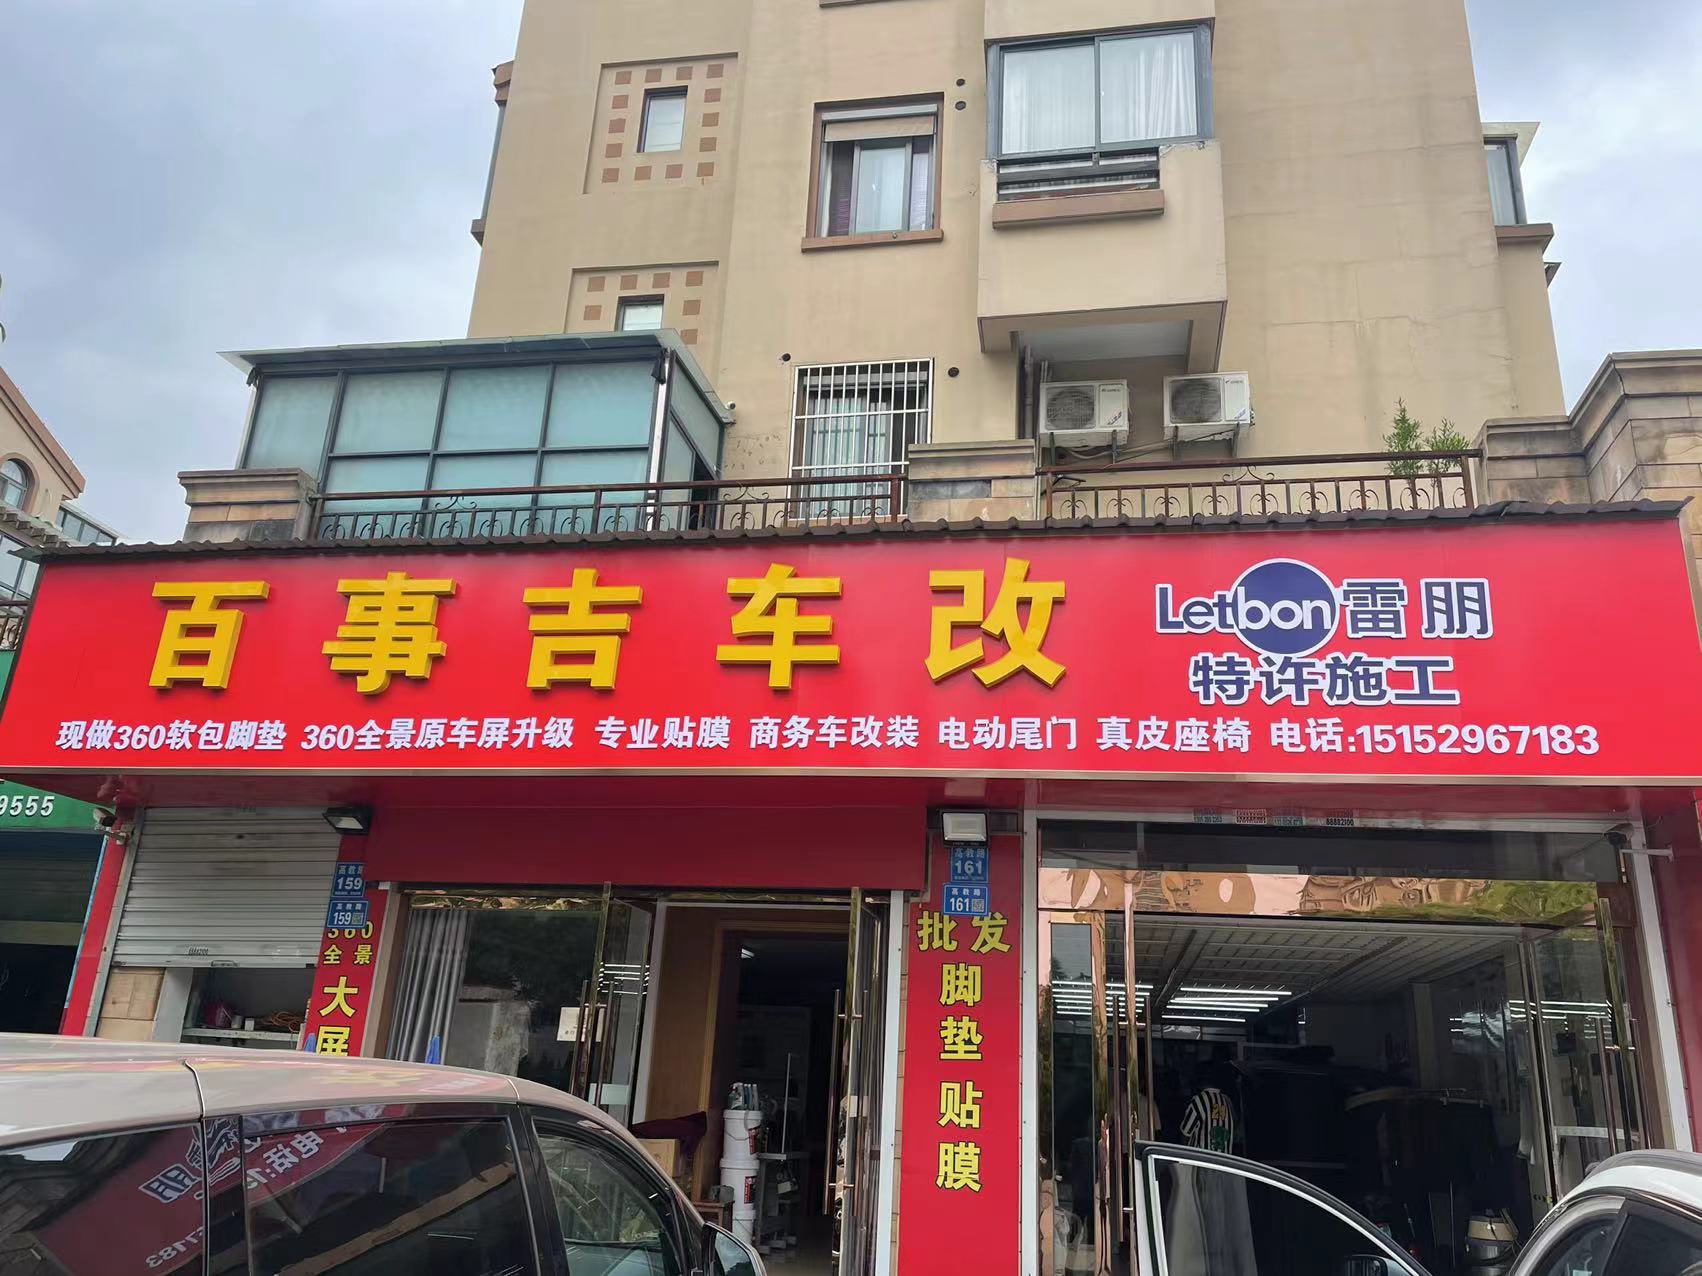 百事吉车改
Letbon雷朋
特许施工
现做360软包脚垫 360全景原车屏升级 专业贴膜 商务车改装 电动尾门 真皮座椅 电话:15152967183
9555
高教路
159
高教路
159
360
全景
大屏
高教路
161
高教路
161
批发
脚垫贴膜